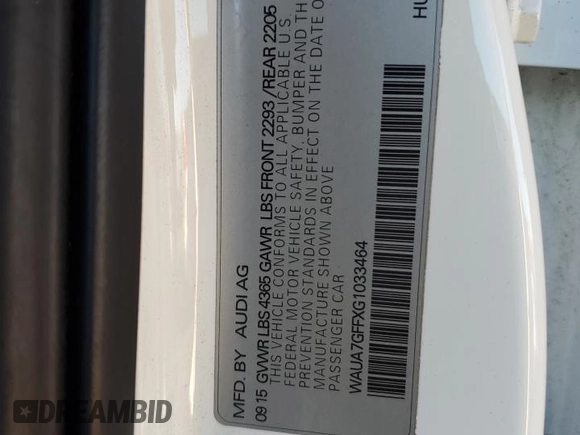 MFD. BY AUDI AG
09 15 GVWR LBS 4365 GAWR LBS FRONT 2293 /REAR 2205
THIS VEHICLE CONFORMS TO ALL APPLICABLE U S
FEDERAL MOTOR VEHICLE SAFETY, BUMPER AND TH
PREVENTION STANDARDS IN EFFECT ON THE DATE O
MANUFACTURE SHOWN ABOVE
PASSENGER CAR
WAUA7GFFXG1033464
HU
DREAMBID